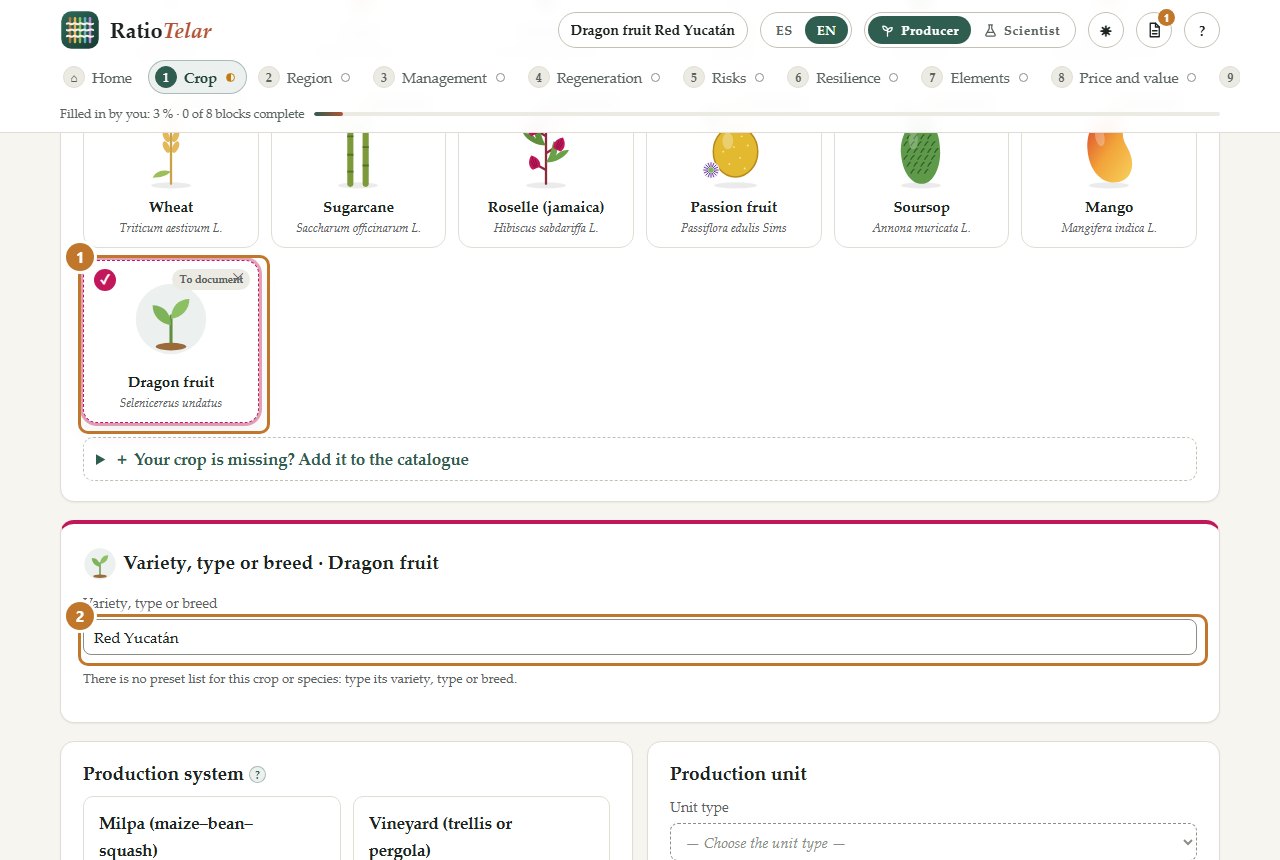 RatioTelar
Dragon fruit Red Yucatán
ES
EN
Producer
Scientist
1
?
Home
1 Crop
2 Region
3 Management
4 Regeneration
5 Risks
6 Resilience
7 Elements
8 Price and value
9
Filled in by you: 3 % · 0 of 8 blocks complete
Wheat
Sugarcane
Roselle (jamaica)
Passion fruit
Soursop
Mango
Triticum aestivum L.
Saccharum officinarum L.
Hibiscus sabdariffa L.
Passiflora edulis Sims
Annona muricata L.
Mangifera indica L.
1
To document
Dragon fruit
Selenicereus undatus
+ Your crop is missing? Add it to the catalogue
Variety, type or breed · Dragon fruit
Variety, type or breed
2
Red Yucatán
There is no preset list for this crop or species: type its variety, type or breed.
Production system ?
Production unit
Unit type
Milpa (maize–bean–
squash)
Vineyard (trellis or
pergola)
— Choose the unit type —